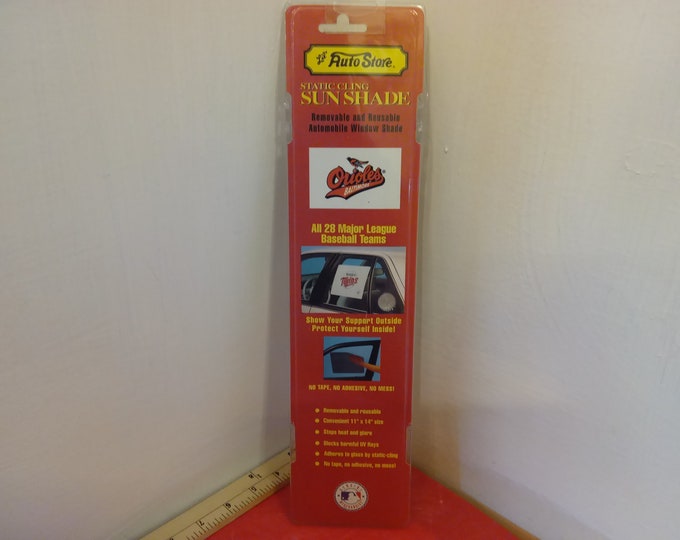 Lil' Auto Store
STATIC CLING
SUN SHADE
Removable and Reusable
Automobile Window Shade
Orioles
BALTIMORE
All 28 Major League
Baseball Teams
Twins
Show Your Support Outside
Protect Yourself Inside!
NO TAPE, NO ADHESIVE, NO MESS!
Removable and reusable
Convenient 11" x 14" size
Stops heat and glare
Blocks harmful UV Rays
Adheres to glass by static-cling
No tape, no adhesive, no mess!